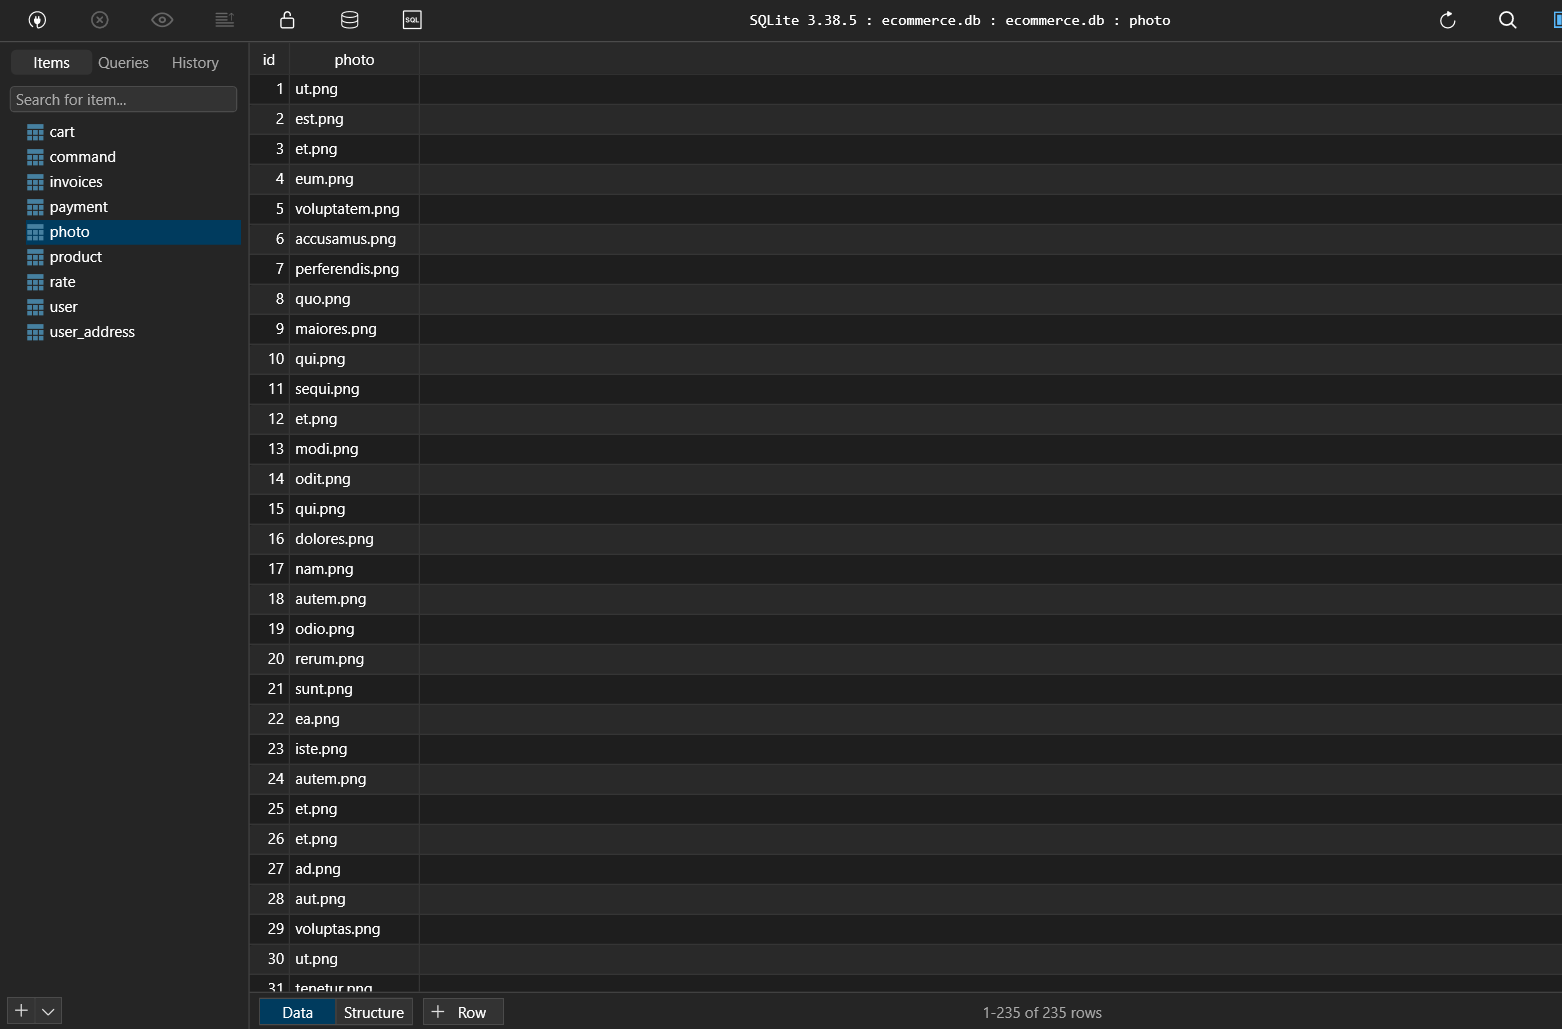 SQL
SQLite 3.38.5 : ecommerce.db : ecommerce.db : photo
Items Queries History
Search for item...
cart
command
invoices
payment
photo
product
rate
user
user_address
id photo
1 ut.png
2 est.png
3 et.png
4 eum.png
5 voluptatem.png
6 accusamus.png
7 perferendis.png
8 quo.png
9 maiores.png
10 qui.png
11 sequi.png
12 et.png
13 modi.png
14 odit.png
15 qui.png
16 dolores.png
17 nam.png
18 autem.png
19 odio.png
20 rerum.png
21 sunt.png
22 ea.png
23 iste.png
24 autem.png
25 et.png
26 et.png
27 ad.png
28 aut.png
29 voluptas.png
30 ut.png
31 tenetur.png
Data Structure + Row 1-235 of 235 rows